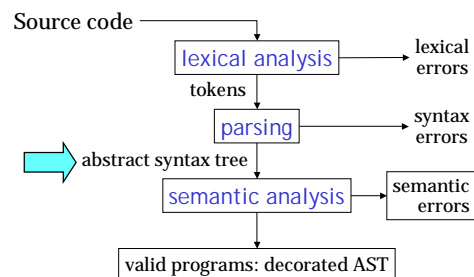 Source code
lexical analysis
lexical
errors
tokens
parsing
syntax
errors
abstract syntax tree
semantic analysis
semantic
errors
valid programs: decorated AST